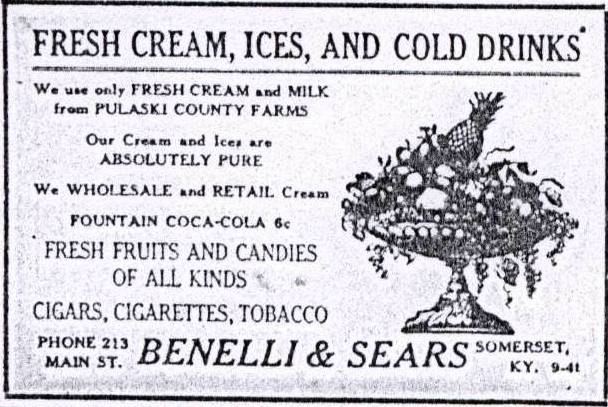 FRESH CREAM, ICES, AND COLD DRINKS
We use only FRESH CREAM and MILK
from PULASKI COUNTY FARMS
Our Cream and Ices are
ABSOLUTELY PURE
We WHOLESALE and RETAIL Cream
FOUNTAIN COCA-COLA 6c
FRESH FRUITS AND CANDIES
OF ALL KINDS
CIGARS, CIGARETTES, TOBACCO
PHONE 213
MAIN ST.
BENELLI & SEARS
SOMERSET,
KY. 9-4t